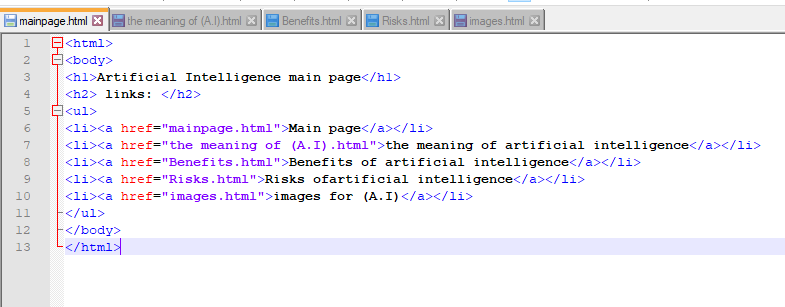 mainpage.html the meaning of (A.I).html Benefits.html Risks.html images.html
1 <html>
2 <body>
3 <h1>Artificial Intelligence main page</h1>
4 <h2> links: </h2>
5 <ul>
6 <li><a href="mainpage.html">Main page</a></li>
7 <li><a href="the meaning of (A.I).html">the meaning of artificial intelligence</a></li>
8 <li><a href="Benefits.html">Benefits of artificial intelligence</a></li>
9 <li><a href="Risks.html">Risks ofartificial intelligence</a></li>
10 <li><a href="images.html">images for (A.I)</a></li>
11 </ul>
12 </body>
13 </html>